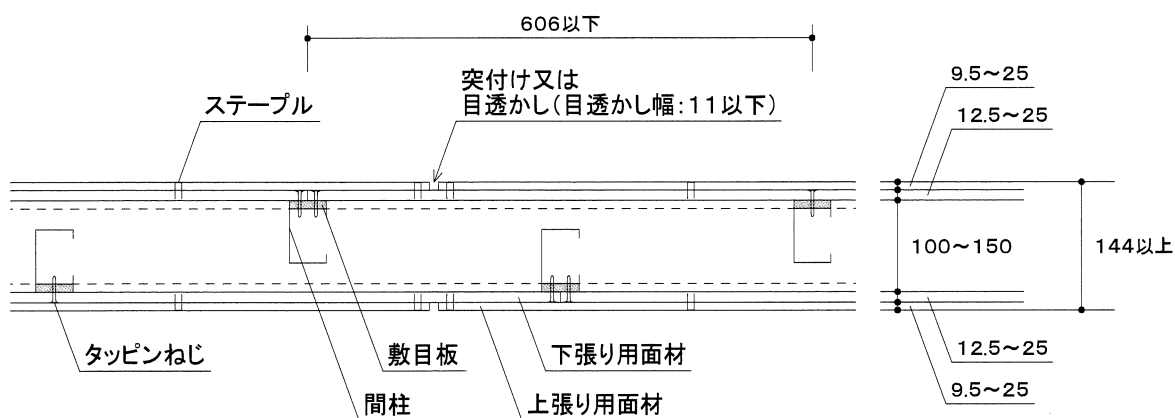 606以下
突付け又は
目透かし(目透かし幅:11以下)
ステープル
9.5～25
12.5～25
100～150
144以上
タッピンねじ
敷目板
下張り用面材
12.5～25
間柱
上張り用面材
9.5～25